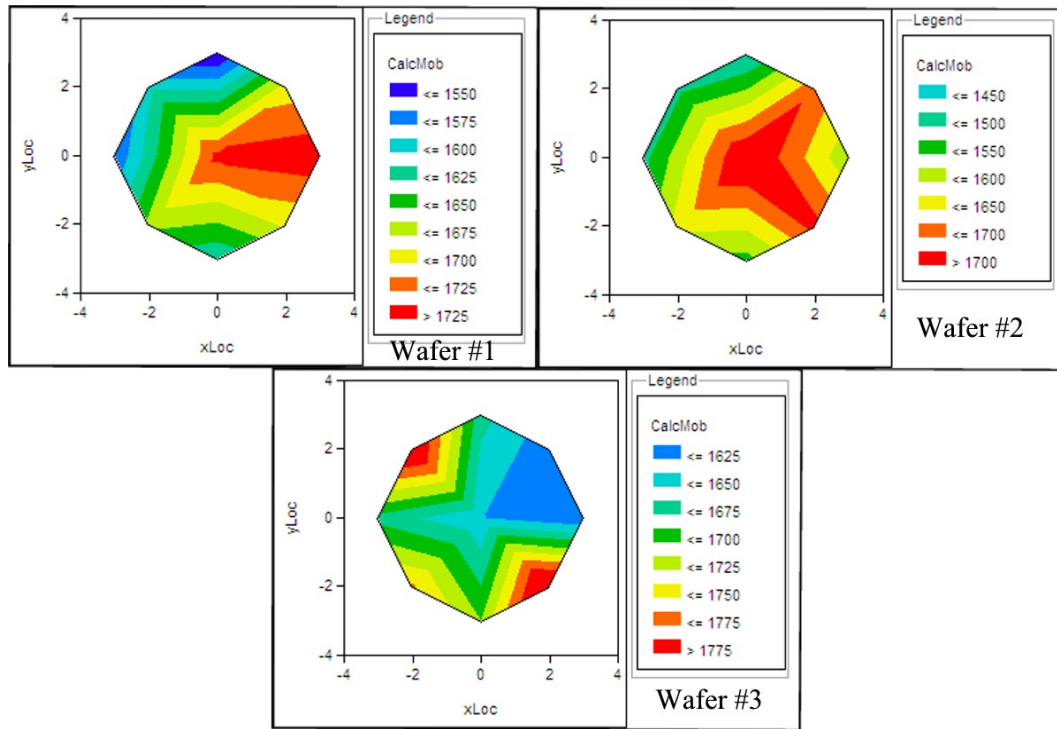 Legend
CalcMob
<= 1550
<= 1575
<= 1600
<= 1625
<= 1650
<= 1675
<= 1700
<= 1725
> 1725
4
2
0
-2
-4
yLoc
-4 -2 0 2 4
xLoc
Wafer #1
Legend
CalcMob
<= 1450
<= 1500
<= 1550
<= 1600
<= 1650
<= 1700
> 1700
4
2
0
-2
-4
yLoc
-4 -2 0 2 4
xLoc
Wafer #2
Legend
CalcMob
<= 1625
<= 1650
<= 1675
<= 1700
<= 1725
<= 1750
<= 1775
> 1775
4
2
0
-2
-4
yLoc
-4 -2 0 2 4
xLoc
Wafer #3